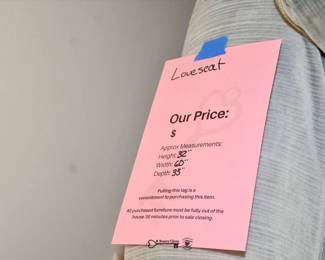 Loveseat
Our Price:
$
Approx Measurements:
Height: 32"
Width: 60"
Depth: 35"
Pulling this tag is a
commitment to purchasing this item.
All purchased furniture must be fully out of the
house 30 minutes prior to sale closing.